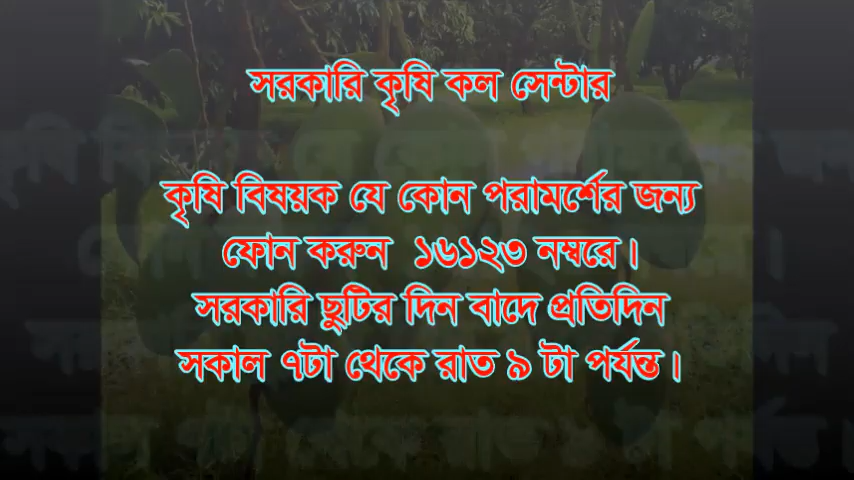 সরকারি কৃষি কল সেন্টার
কৃষি বিষয়ক যে কোন পরামর্শের জন্য
ফোন করুন ১৬১২৩ নম্বরে।
সরকারি ছুটির দিন বাদে প্রতিদিন
সকাল ৭টা থেকে রাত ৯ টা পর্যন্ত।